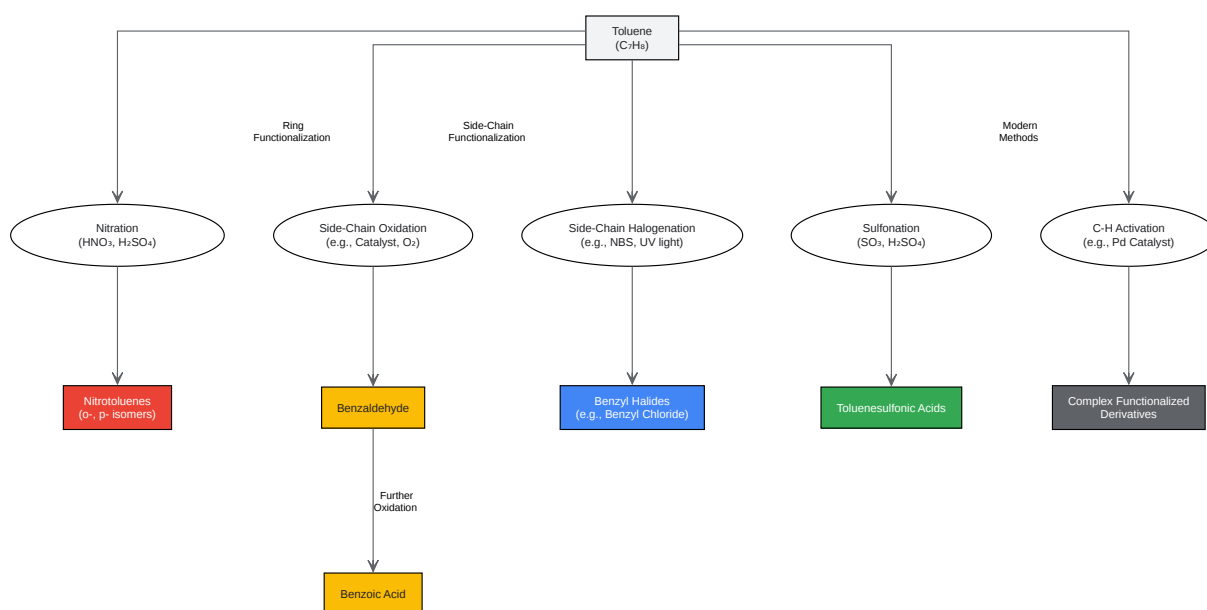 Toluene
(C₇H₈)
Ring
Functionalization
Side-Chain
Functionalization
Modern
Methods
Nitration
(HNO₃, H₂SO₄)
Side-Chain Oxidation
(e.g., Catalyst, O₂)
Side-Chain Halogenation
(e.g., NBS, UV light)
Sulfonation
(SO₃, H₂SO₄)
C-H Activation
(e.g., Pd Catalyst)
Nitrotoluenes
(o-, p- isomers)
Benzaldehyde
Benzyl Halides
(e.g., Benzyl Chloride)
Toluenesulfonic Acids
Complex Functionalized
Derivatives
Further
Oxidation
Benzoic Acid